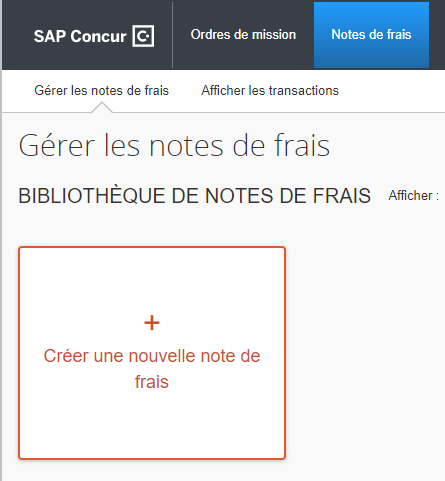 SAP Concur C Ordres de mission Notes de frais
Gérer les notes de frais Afficher les transactions
Gérer les notes de frais
BIBLIOTHÈQUE DE NOTES DE FRAIS Afficher :
+
Créer une nouvelle note de
frais